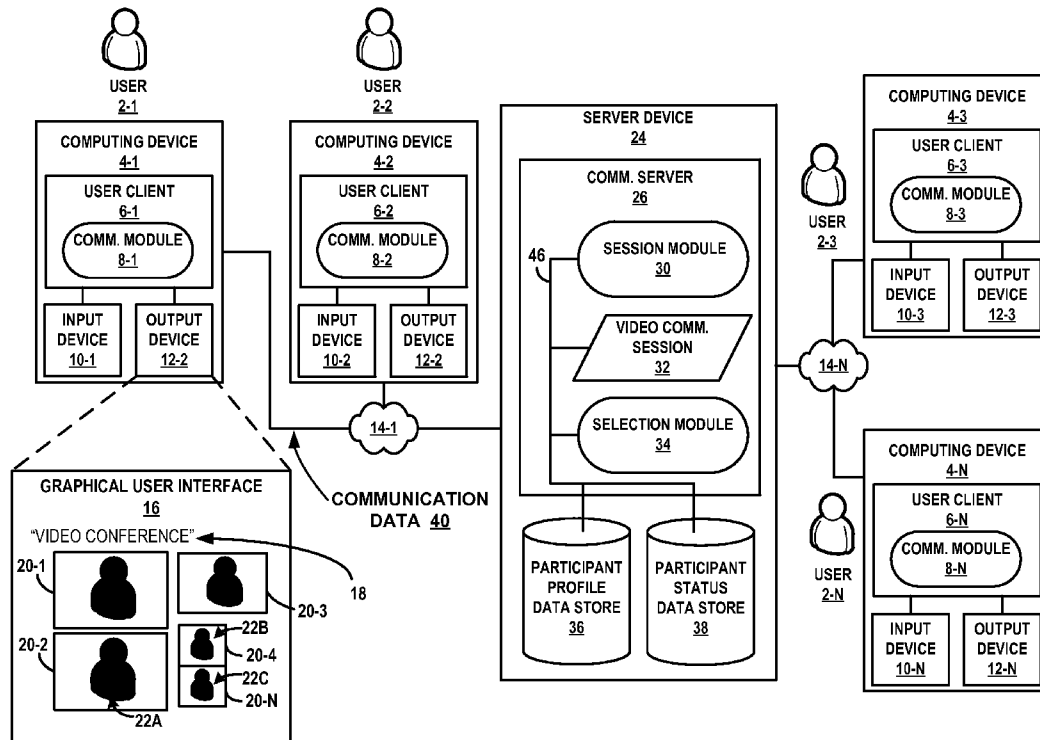 USER
2-1
COMPUTING DEVICE
4-1
USER CLIENT
6-1
COMM. MODULE
8-1
INPUT
DEVICE
10-1
OUTPUT
DEVICE
12-2
USER
2-2
COMPUTING DEVICE
4-2
USER CLIENT
6-2
COMM. MODULE
8-2
INPUT
DEVICE
10-2
OUTPUT
DEVICE
12-2
14-1
COMMUNICATION
DATA 40
GRAPHICAL USER INTERFACE
16
"VIDEO CONFERENCE"
18
20-1
20-3
20-2
22B
20-4
22C
20-N
22A
SERVER DEVICE
24
COMM. SERVER
26
46
SESSION MODULE
30
VIDEO COMM.
SESSION
32
SELECTION MODULE
34
PARTICIPANT
PROFILE
DATA STORE
36
PARTICIPANT
STATUS
DATA STORE
38
USER
2-3
COMPUTING DEVICE
4-3
USER CLIENT
6-3
COMM. MODULE
8-3
INPUT
DEVICE
10-3
OUTPUT
DEVICE
12-3
14-N
USER
2-N
COMPUTING DEVICE
4-N
USER CLIENT
6-N
COMM. MODULE
8-N
INPUT
DEVICE
10-N
OUTPUT
DEVICE
12-N